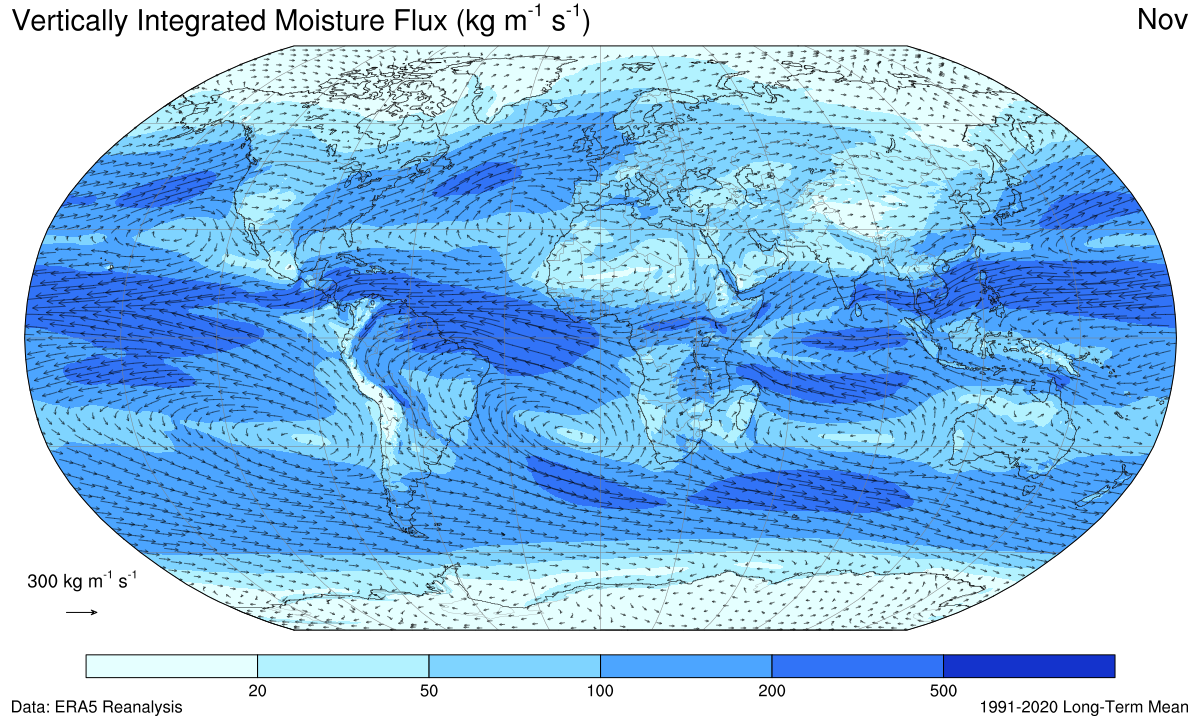 Vertically Integrated Moisture Flux (kg m⁻¹ s⁻¹)
Nov
300 kg m⁻¹ s⁻¹
20 50 100 200 500
Data: ERA5 Reanalysis
1991-2020 Long-Term Mean